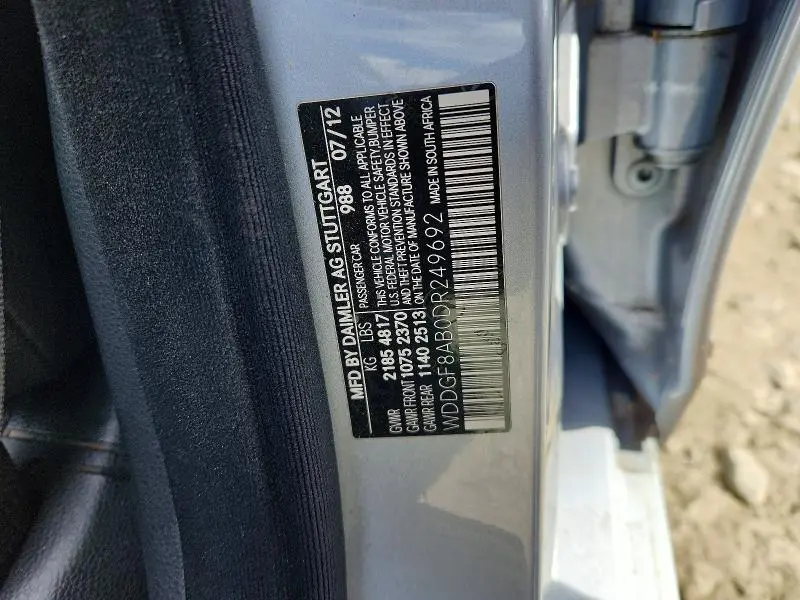 MFD BY DAIMLER AG STUTTGART
988 07/12
KG LBS
GVWR 2185 4817
GAWR FRONT 1075 2370
GAWR REAR 1140 2513
PASSENGER CAR
THIS VEHICLE CONFORMS TO ALL APPLICABLE
U.S. FEDERAL MOTOR VEHICLE SAFETY, BUMPER
AND THEFT PREVENTION STANDARDS IN EFFECT
ON THE DATE OF MANUFACTURE SHOWN ABOVE
WDDGF8AB0DR249692 MADE IN SOUTH AFRICA